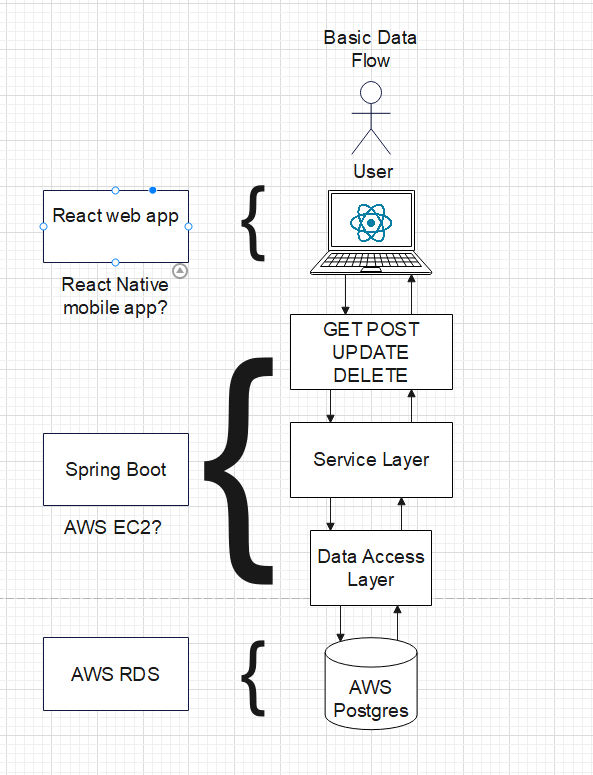 Basic Data
Flow
User
React web app
React Native
mobile app?
GET POST
UPDATE
DELETE
Service Layer
Spring Boot
AWS EC2?
Data Access
Layer
AWS RDS
AWS
Postgres